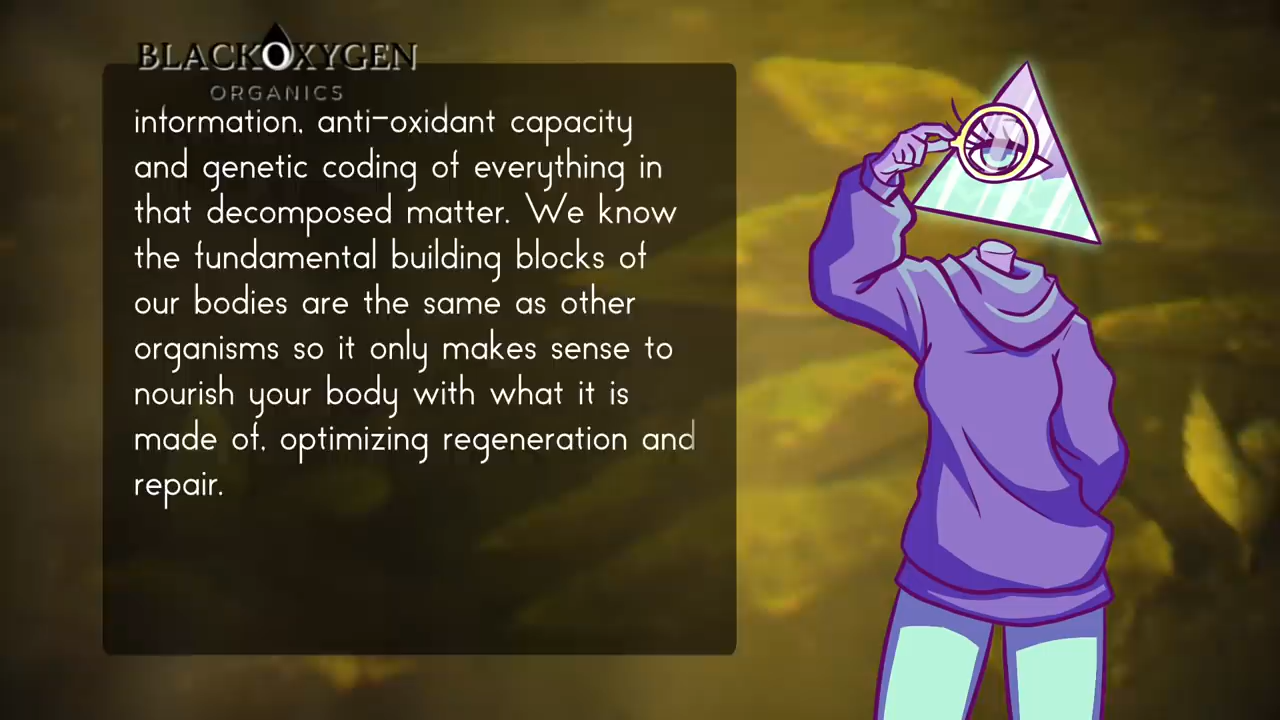 BLACKOXYGEN
ORGANICS
information, anti-oxidant capacity
and genetic coding of everything in
that decomposed matter. We know
the fundamental building blocks of
our bodies are the same as other
organisms so it only makes sense to
nourish your body with what it is
made of, optimizing regeneration and
repair.